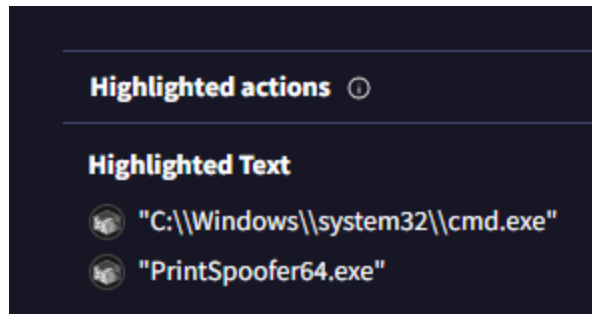 Highlighted actions
Highlighted Text
"C:\\Windows\\system32\\cmd.exe"
"PrintSpoofer64.exe"